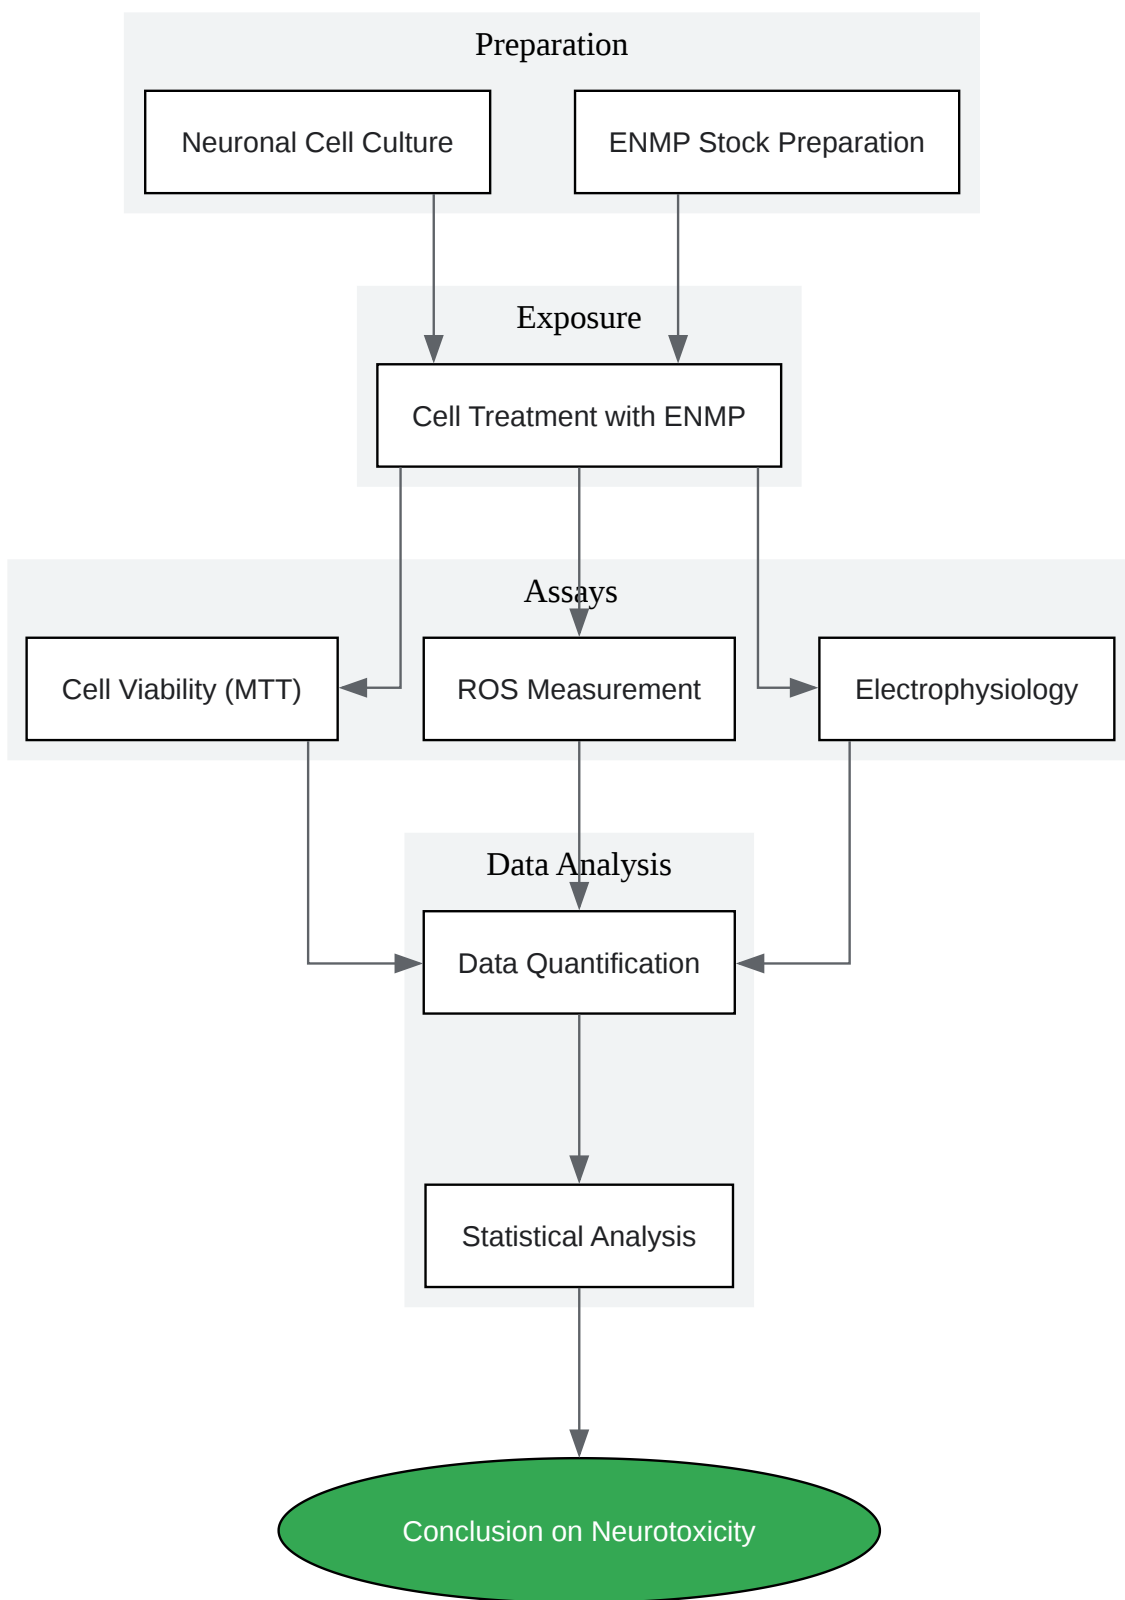 Preparation
Neuronal Cell Culture
ENMP Stock Preparation
Exposure
Cell Treatment with ENMP
Assays
Cell Viability (MTT)
ROS Measurement
Electrophysiology
Data Analysis
Data Quantification
Statistical Analysis
Conclusion on Neurotoxicity